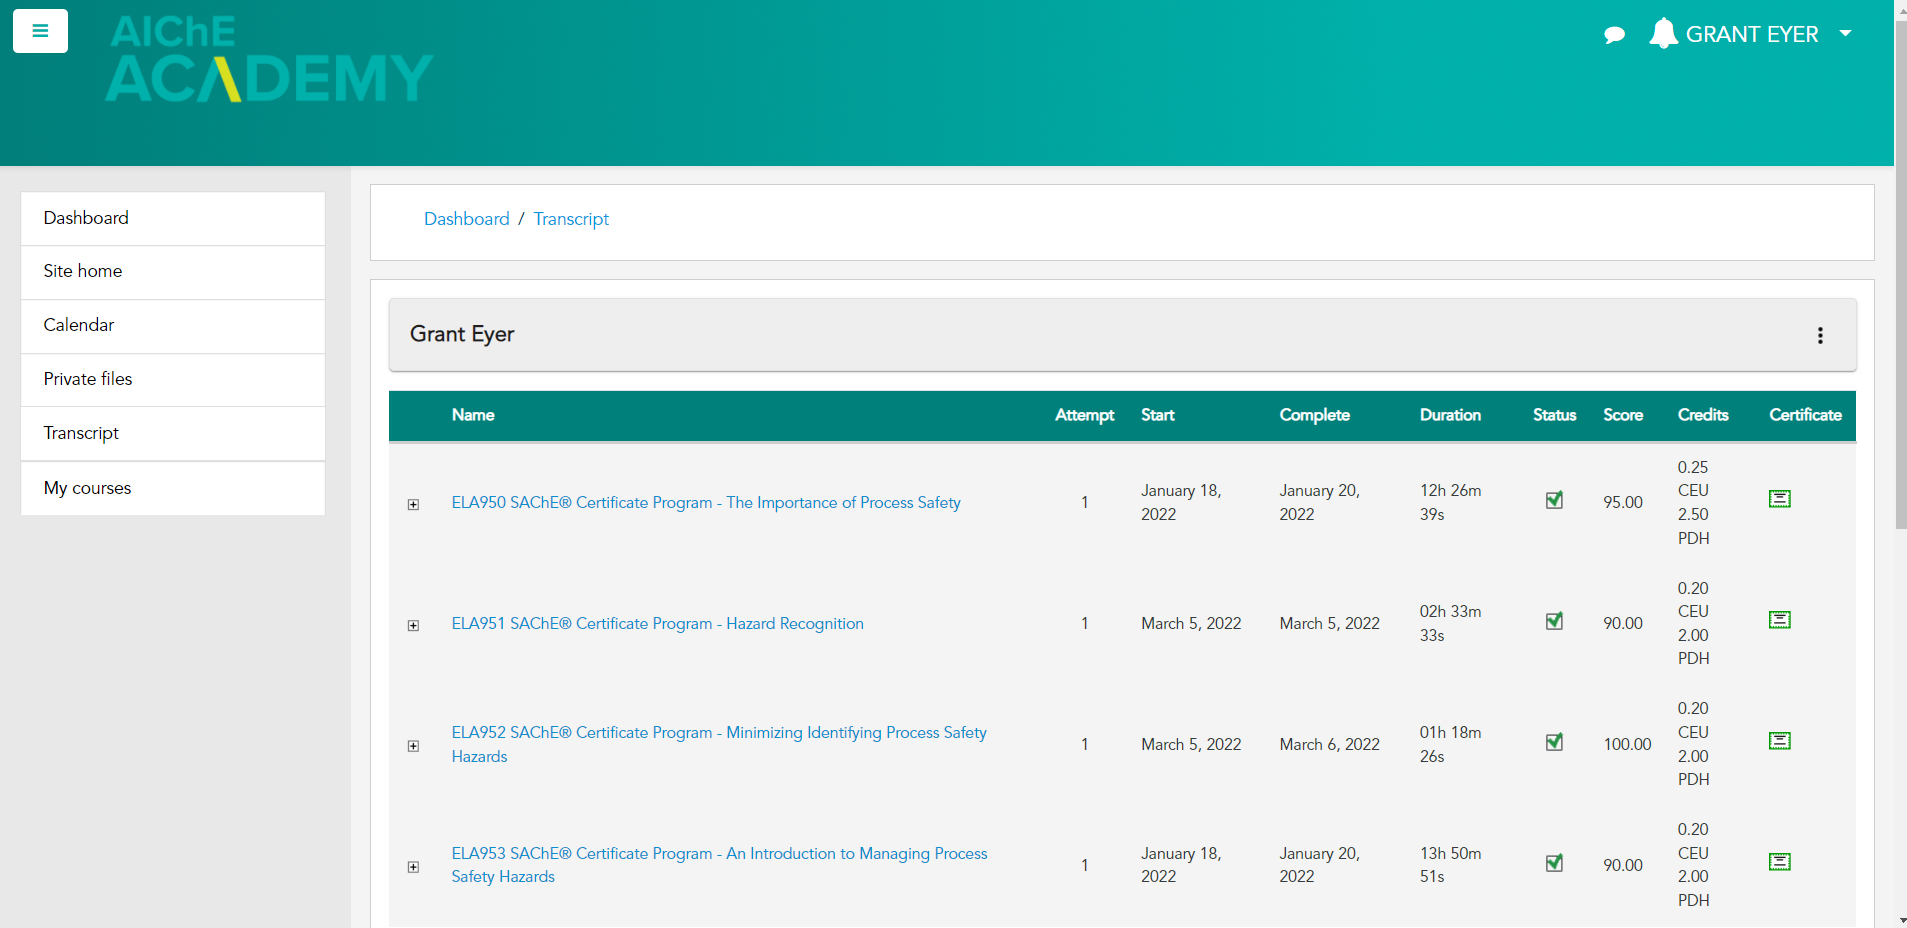 AIChE
ACADEMY
GRANT EYER
Dashboard
Site home
Calendar
Private files
Transcript
My courses
Dashboard / Transcript
Grant Eyer
Name Attempt Start Complete Duration Status Score Credits Certificate
ELA950 SAChE® Certificate Program - The Importance of Process Safety
1
January 18,
2022
January 20,
2022
12h 26m
39s
95.00
0.25
CEU
2.50
PDH
ELA951 SAChE® Certificate Program - Hazard Recognition
1
March 5, 2022
March 5, 2022
02h 33m
33s
90.00
0.20
CEU
2.00
PDH
ELA952 SAChE® Certificate Program - Minimizing Identifying Process Safety
Hazards
1
March 5, 2022
March 6, 2022
01h 18m
26s
100.00
0.20
CEU
2.00
PDH
ELA953 SAChE® Certificate Program - An Introduction to Managing Process
Safety Hazards
1
January 18,
2022
January 20,
2022
13h 50m
51s
90.00
0.20
CEU
2.00
PDH